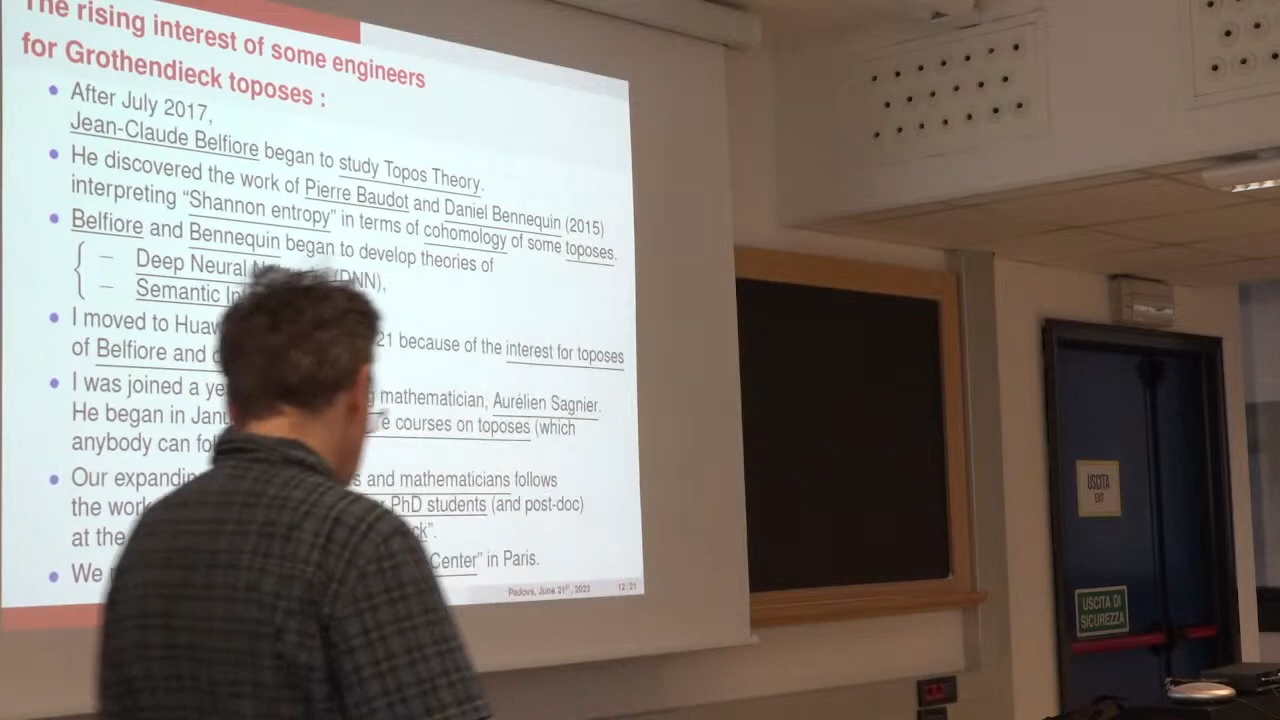 The rising interest of some engineers
for Grothendieck toposes :
• After July 2017,
Jean-Claude Belfiore began to study Topos Theory.
• He discovered the work of Pierre Baudot and Daniel Bennequin (2015)
interpreting “Shannon entropy” in terms of cohomology of some toposes.
• Belfiore and Bennequin began to develop theories of
– Deep Neural (DNN),
– Semantic
• I moved to 21 because of the interest for toposes
of Belfiore and
• I was joined a mathematician, Aurélien Sagnier.
He began in courses on toposes (which
anybody can
• Our and mathematicians follows
the PhD students (and post-doc)
at the
• We Center” in Paris.
Padova, June 21st, 2023 12/21
USCITA
EXIT
USCITA DI
SICUREZZA